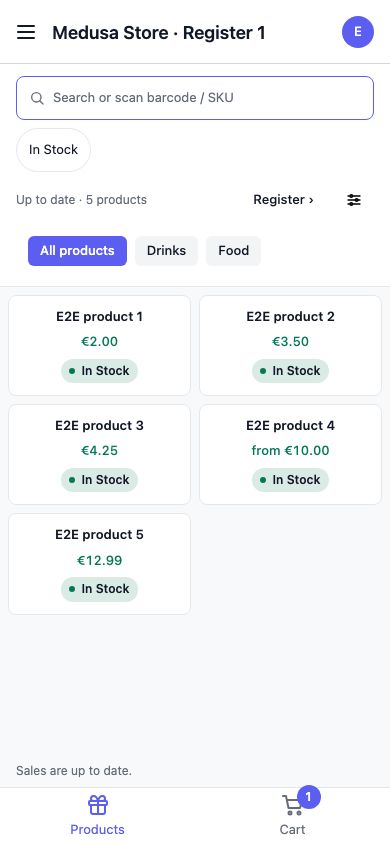 Medusa Store · Register 1
E
Search or scan barcode / SKU
In Stock
Up to date · 5 products
Register ›
All products
Drinks
Food
E2E product 1
€2.00
In Stock
E2E product 2
€3.50
In Stock
E2E product 3
€4.25
In Stock
E2E product 4
from €10.00
In Stock
E2E product 5
€12.99
In Stock
Sales are up to date.
Products
1
Cart